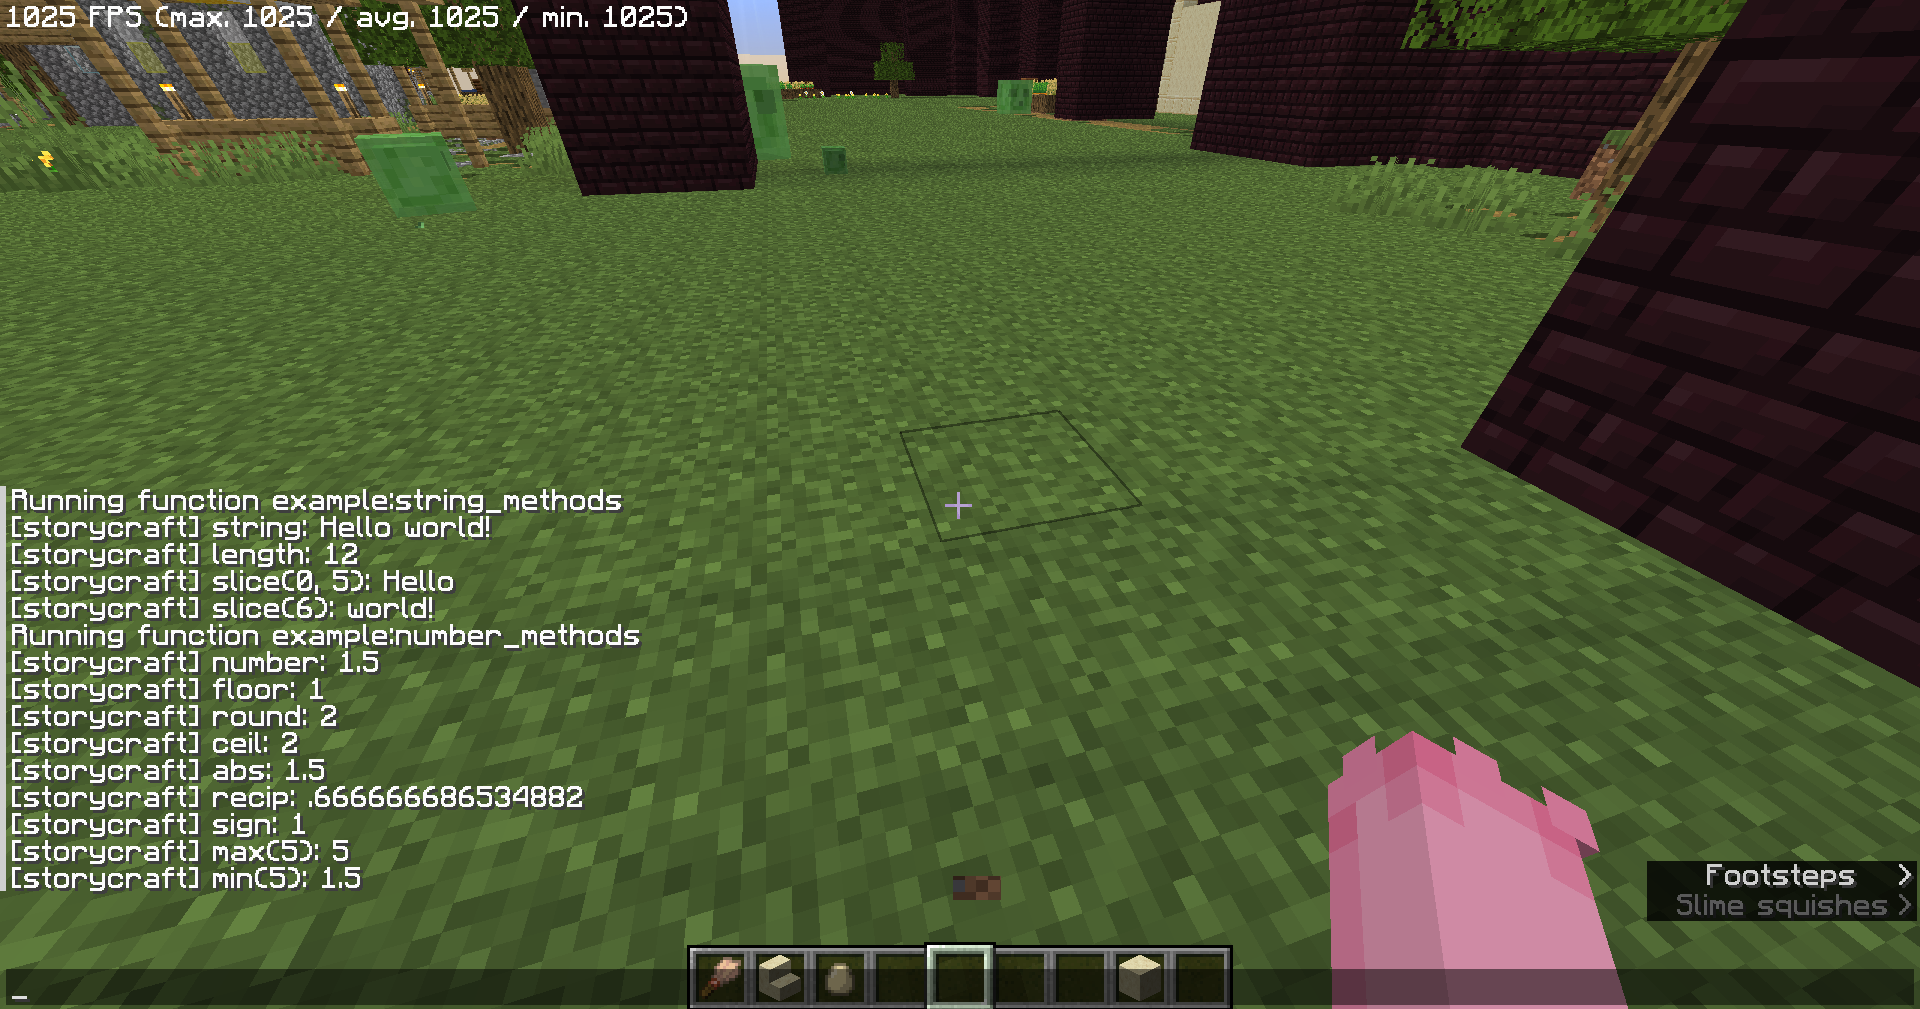 1025 FPS (max. 1025 / avg. 1025 / min. 1025)
Running function example:string_methods
[storycraft] string: Hello world!
[storycraft] length: 12
[storycraft] slice(0, 5): Hello
[storycraft] slice(6): world!
Running function example:number_methods
[storycraft] number: 1.5
[storycraft] floor: 1
[storycraft] round: 2
[storycraft] ceil: 2
[storycraft] abs: 1.5
[storycraft] recip: .666666686534882
[storycraft] sign: 1
[storycraft] max(5): 5
[storycraft] min(5): 1.5
Footsteps >
Slime squishes >
_